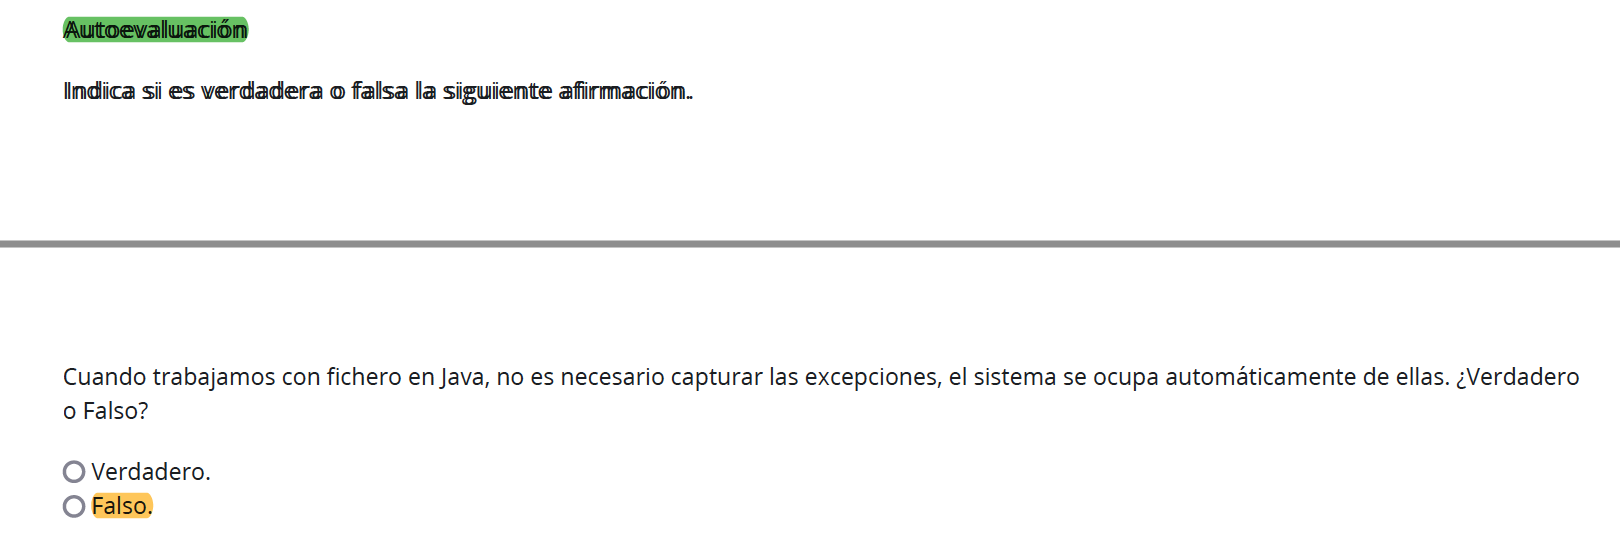 Autoevaluación
Indica si es verdadera o falsa la siguiente afirmación.
Cuando trabajamos con fichero en Java, no es necesario capturar las excepciones, el sistema se ocupa automáticamente de ellas. ¿Verdadero
o Falso?
Verdadero.
Falso.